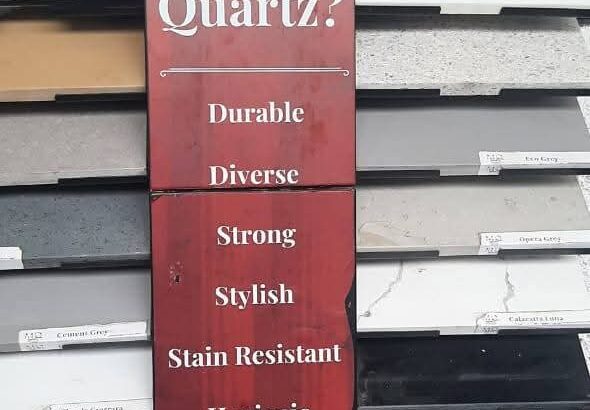 Quartz?
Durable
Diverse
Strong
Stylish
Stain Resistant
Eco Grey
Opera Grey
Calacatta Luna
Cement Grey